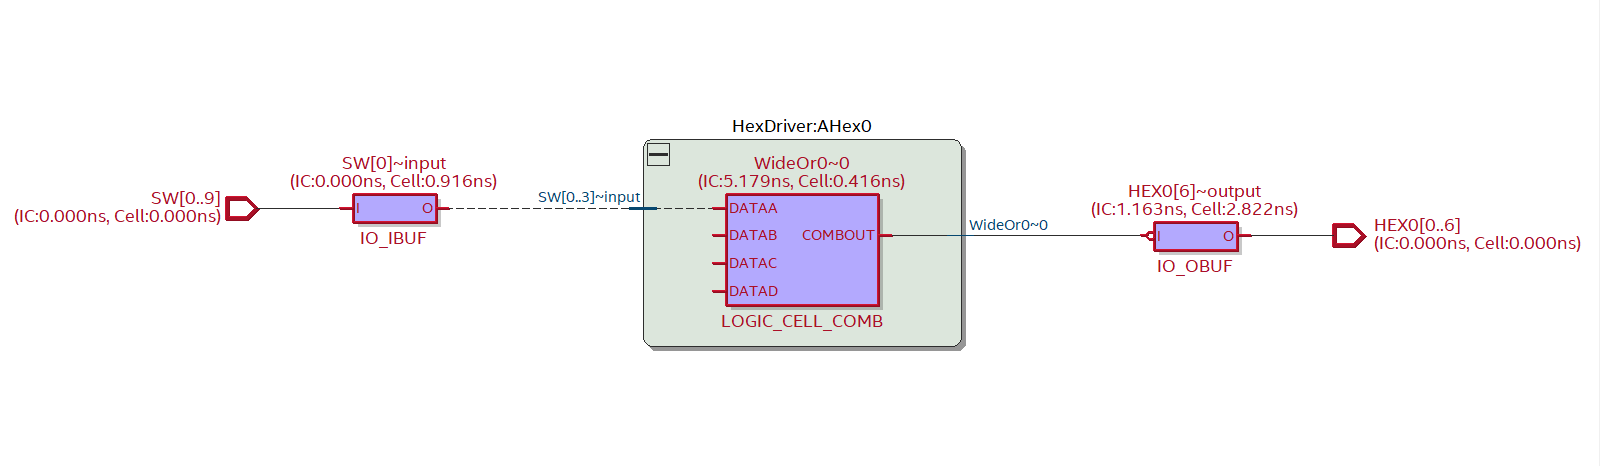 HexDriver:AHex0
SW[0..9]
(IC:0.000ns, Cell:0.000ns)
SW[0]~input
(IC:0.000ns, Cell:0.916ns)
I
O
IO_IBUF
SW[0..3]~input
WideOr0~0
(IC:5.179ns, Cell:0.416ns)
DATAA
DATAB
COMBOUT
DATAC
DATAD
LOGIC_CELL_COMB
WideOr0~0
HEX0[6]~output
(IC:1.163ns, Cell:2.822ns)
I
O
IO_OBUF
HEX0[0..6]
(IC:0.000ns, Cell:0.000ns)